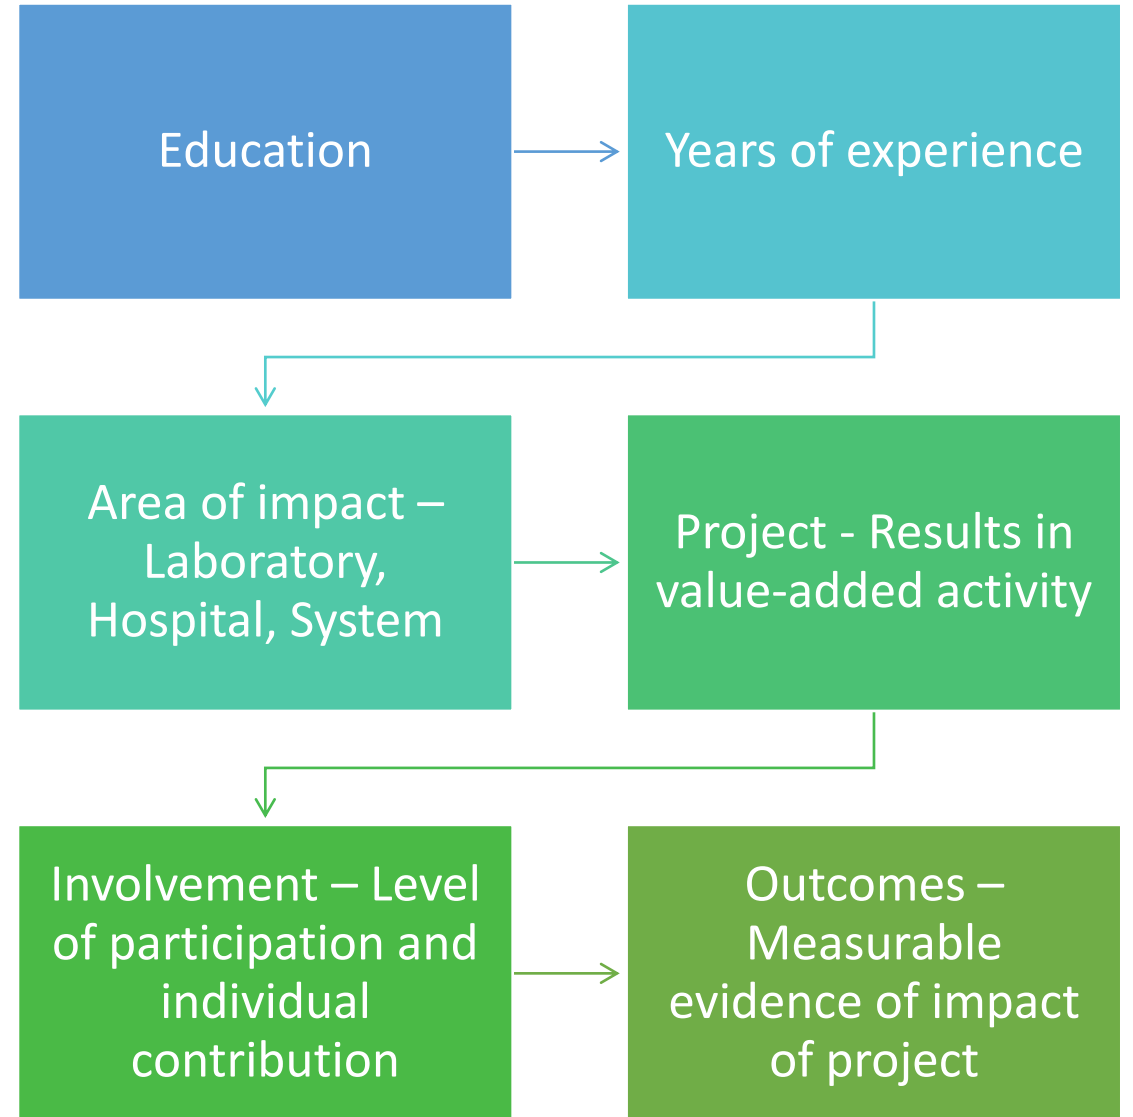 Education
Years of experience
Area of impact –
Laboratory,
Hospital, System
Project - Results in
value-added activity
Involvement – Level
of participation and
individual
contribution
Outcomes –
Measurable
evidence of impact
of project